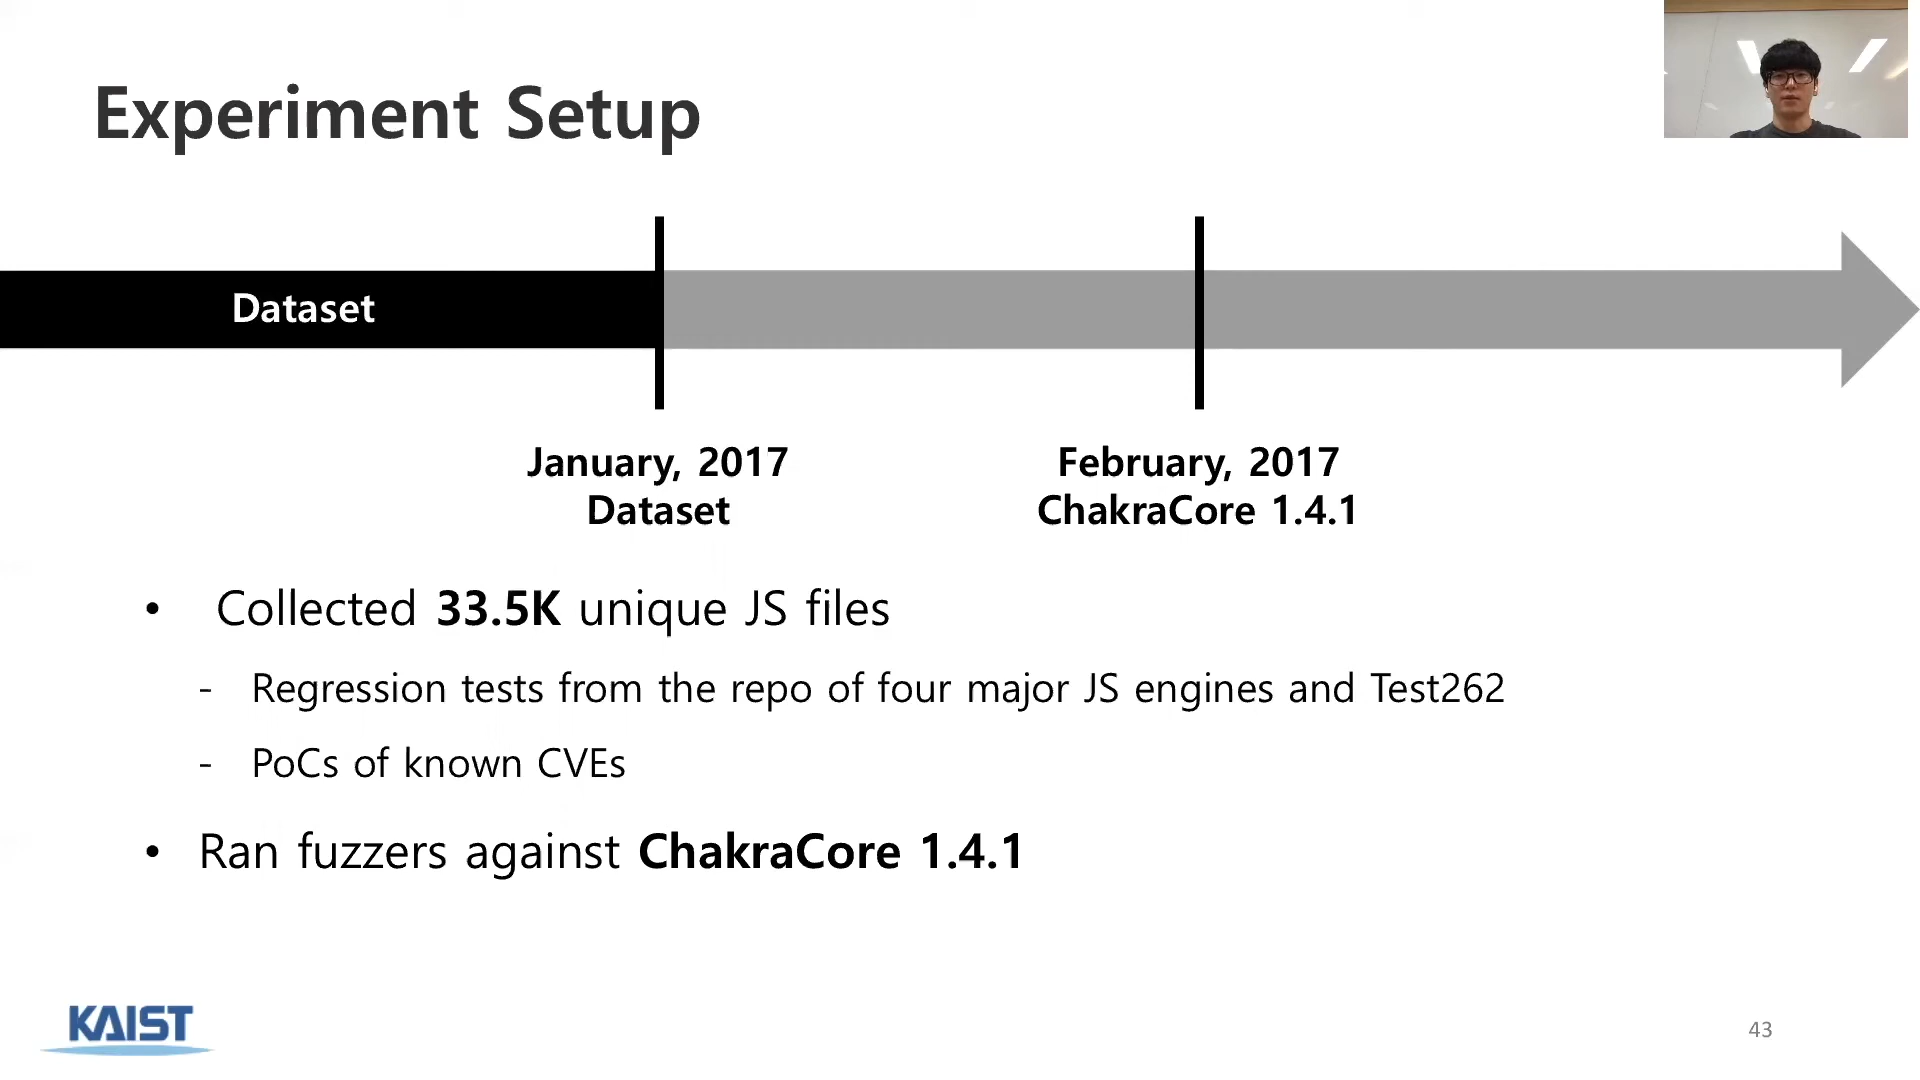 Experiment Setup
Dataset
January, 2017
Dataset
February, 2017
ChakraCore 1.4.1
• Collected 33.5K unique JS files
- Regression tests from the repo of four major JS engines and Test262
- PoCs of known CVEs
• Ran fuzzers against ChakraCore 1.4.1
KAIST
43